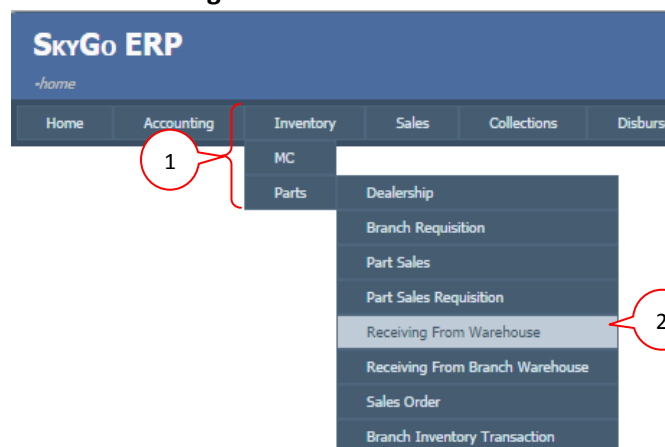 SKYGO ERP
-home
Home Accounting Inventory Sales Collections Disburs
1 MC
Parts Dealership
Branch Requisition
Part Sales
Part Sales Requisition
Receiving From Warehouse 2
Receiving From Branch Warehouse
Sales Order
Branch Inventory Transaction